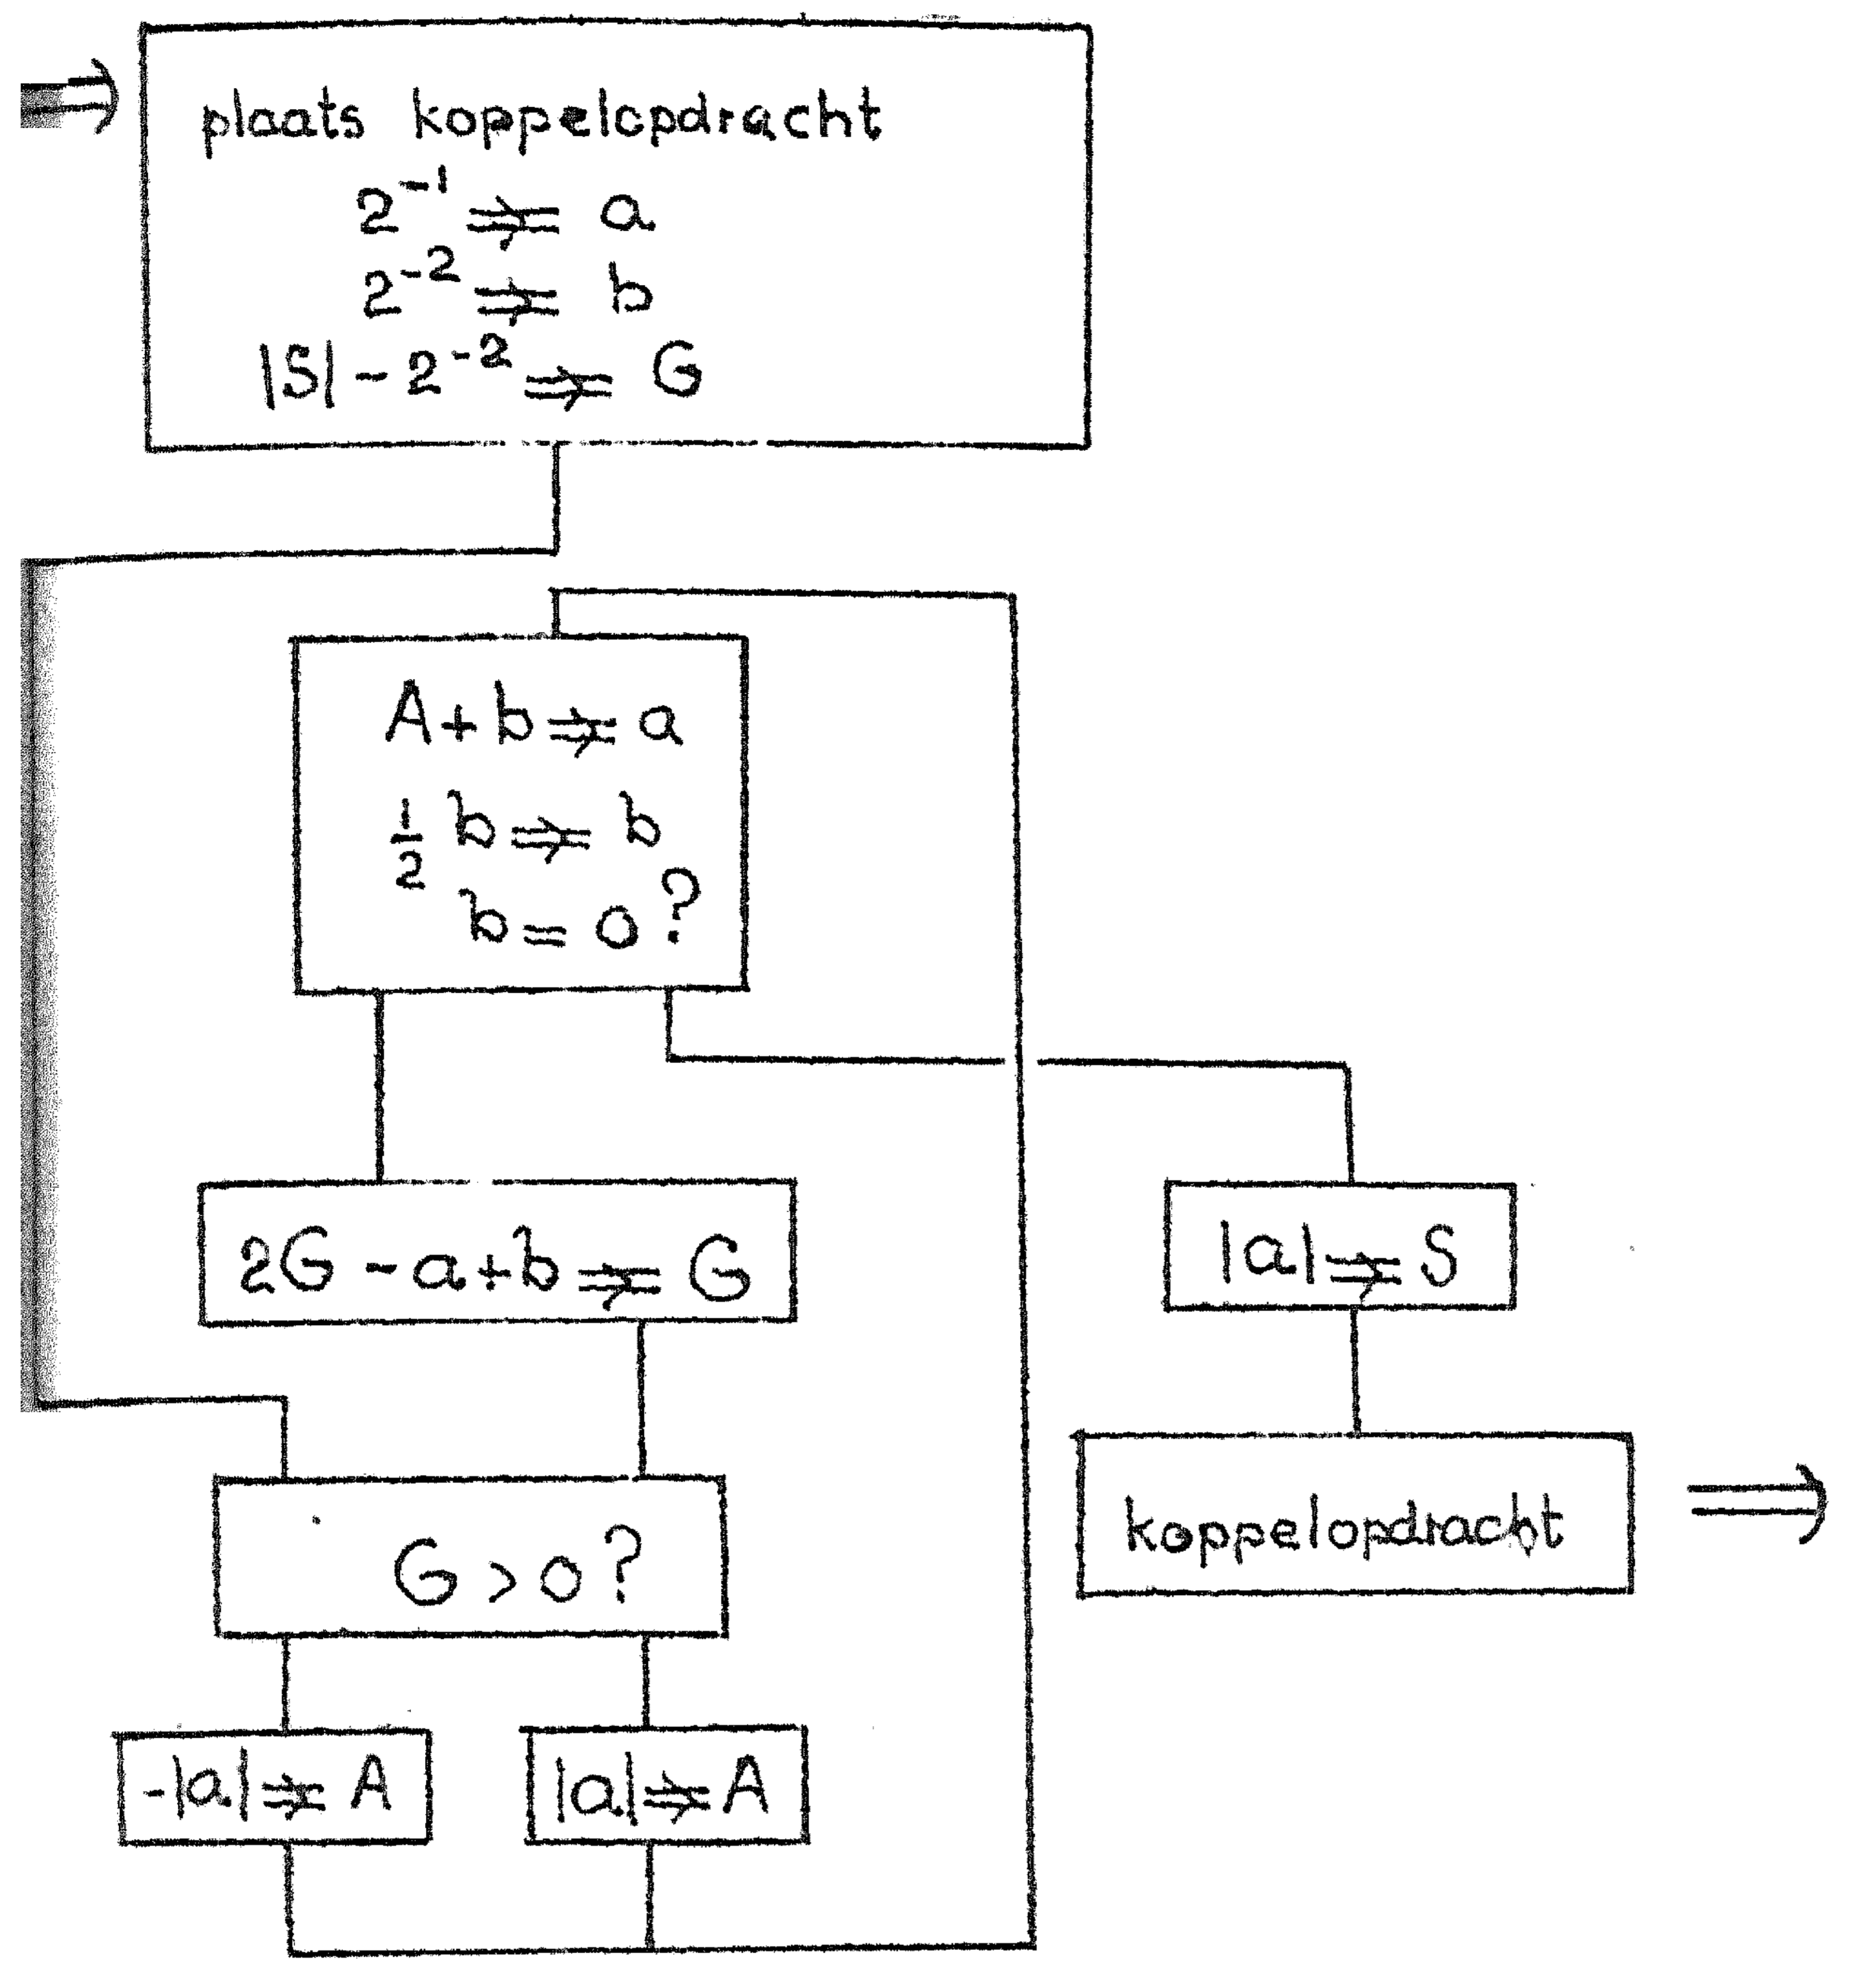 plaats koppelopdracht
2⁻¹ ⇒ a
2⁻² ⇒ b
|S| - 2⁻² ⇒ G
A + b ⇒ a
½ b ⇒ b
b = 0 ?
2G - a + b ⇒ G
|a| ⇒ S
G > 0 ?
koppelopdracht
-|a| ⇒ A
|a| ⇒ A